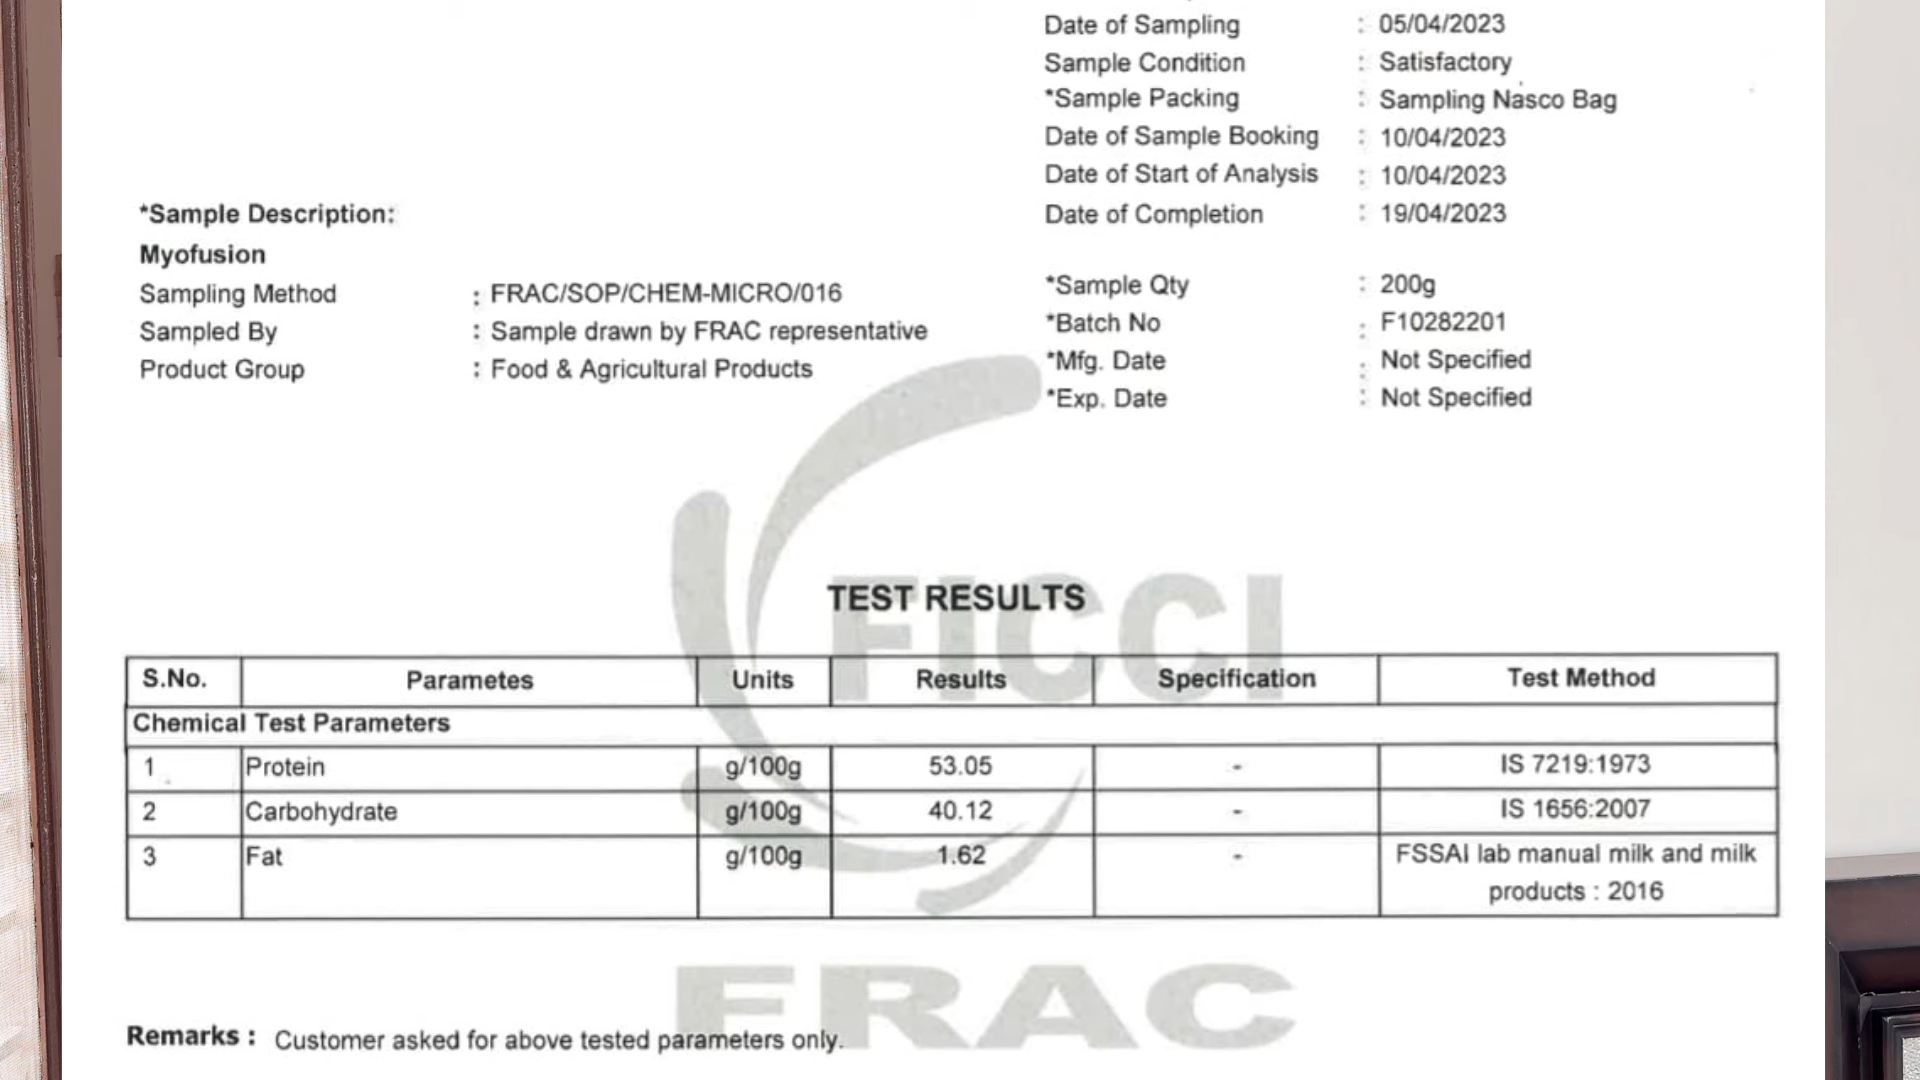 Date of Sampling : 05/04/2023
Sample Condition : Satisfactory
*Sample Packing : Sampling Nasco Bag
Date of Sample Booking : 10/04/2023
Date of Start of Analysis : 10/04/2023
*Sample Description:
Date of Completion : 19/04/2023
Myofusion
Sampling Method : FRAC/SOP/CHEM-MICRO/016
*Sample Qty : 200g
Sampled By : Sample drawn by FRAC representative
*Batch No : F10282201
Product Group : Food & Agricultural Products
*Mfg. Date : Not Specified
*Exp. Date : Not Specified
FICCI
TEST RESULTS
S.No. Parametes Units Results Specification Test Method
Chemical Test Parameters
1 Protein g/100g 53.05 - IS 7219:1973
2 Carbohydrate g/100g 40.12 - IS 1656:2007
3 Fat g/100g 1.62 - FSSAI lab manual milk and milk
products : 2016
FRAC
Remarks : Customer asked for above tested parameters only.